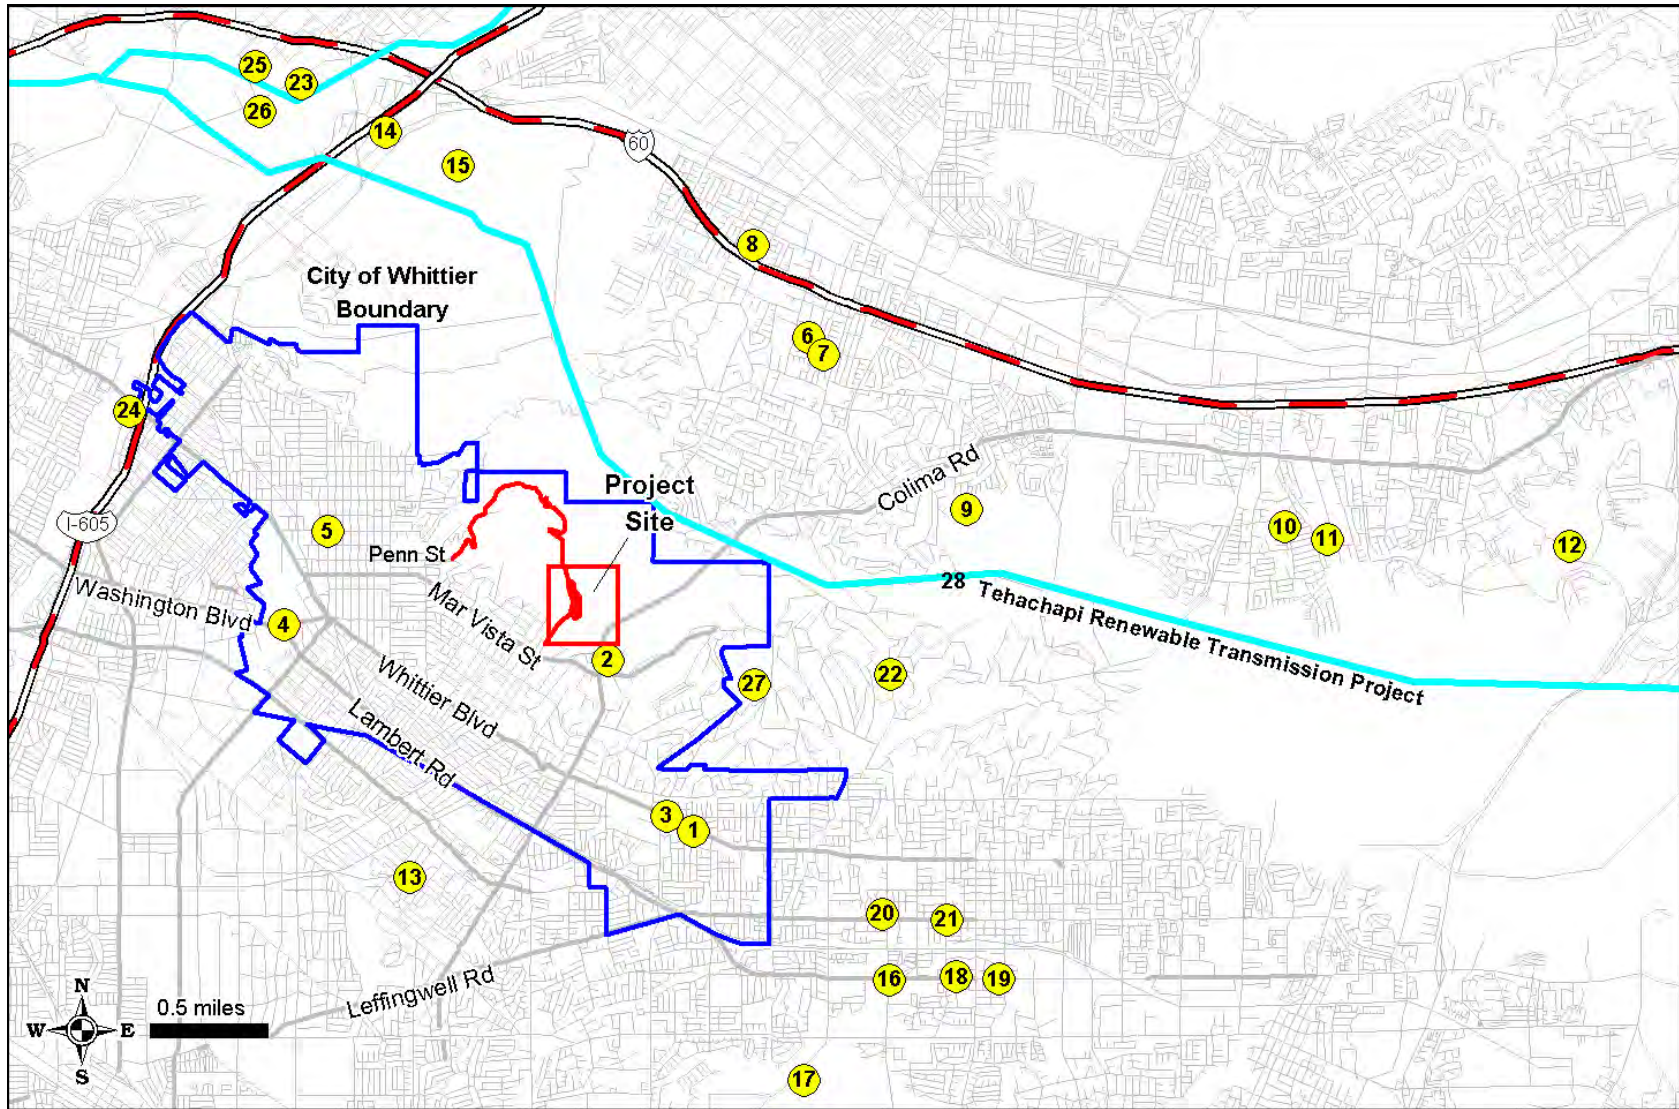 25
23
26
14
15
60
8
City of Whittier
Boundary
6
7
24
Colima Rd
Project
Site
9
I-605
5
10
11
12
Penn St
28 Tehachapi Renewable Transmission Project
Washington Blvd
4
Mar Vista St
2
22
27
Whittier Blvd
Lambert Rd
3
1
13
20
21
16
18
19
Leffingwell Rd
N
W
E
S
0.5 miles
17